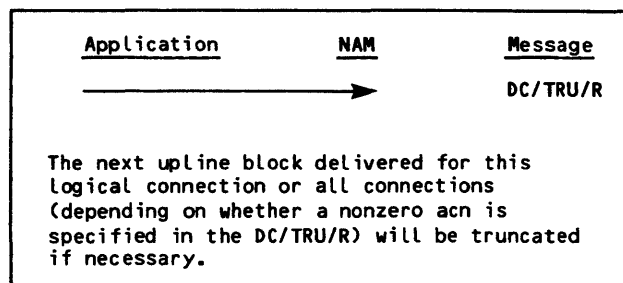 Application NAM Message
DC/TRU/R
The next upline block delivered for this
logical connection or all connections
(depending on whether a nonzero acn is
specified in the DC/TRU/R) will be truncated
if necessary.